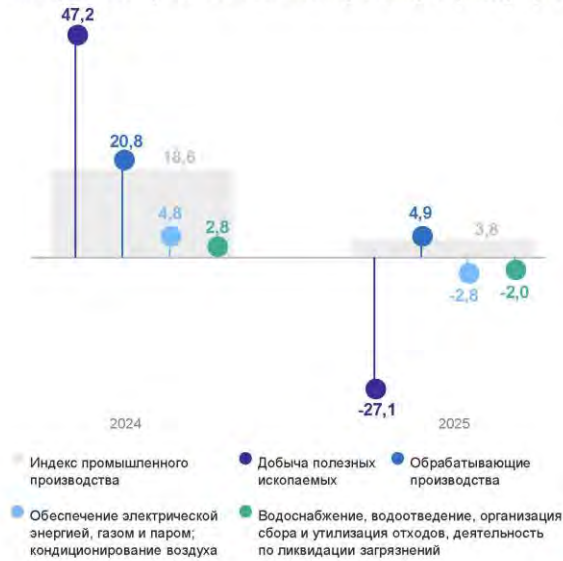 47,2
20,8
18,6
4,8
2,8
4,9
3,8
-2,8
-2,0
-27,1
2024
2025
Индекс промышленного
производства
Добыча полезных
ископаемых
Обрабатывающие
производства
Обеспечение электрической
энергией, газом и паром;
кондиционирование воздуха
Водоснабжение, водоотведение, организация
сбора и утилизация отходов, деятельность
по ликвидации загрязнений